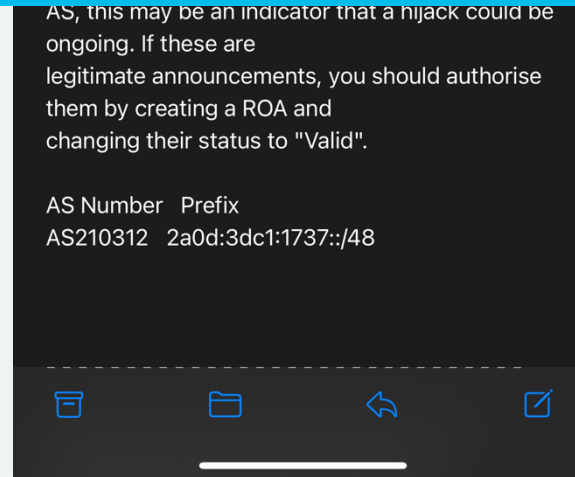 AS, this may be an indicator that a hijack could be
ongoing. If these are
legitimate announcements, you should authorise
them by creating a ROA and
changing their status to "Valid".
AS Number Prefix
AS210312 2a0d:3dc1:1737::/48